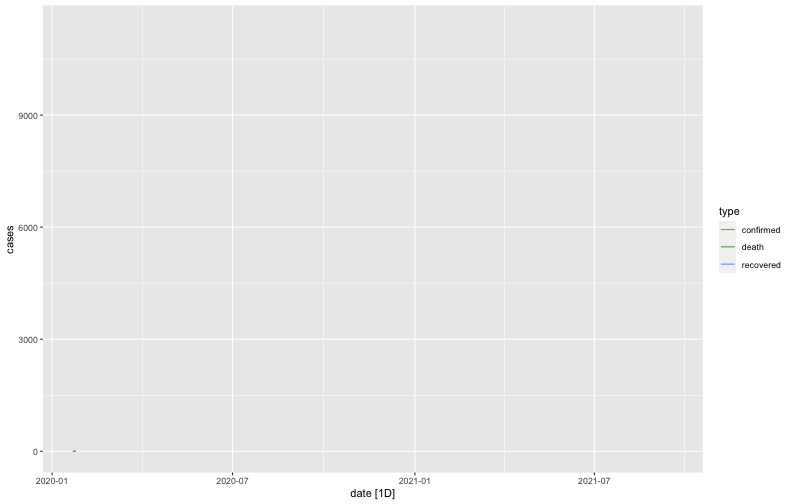 cases
9000
6000
3000
0
2020-01
2020-07
2021-01
2021-07
date [1D]
type
confirmed
death
recovered